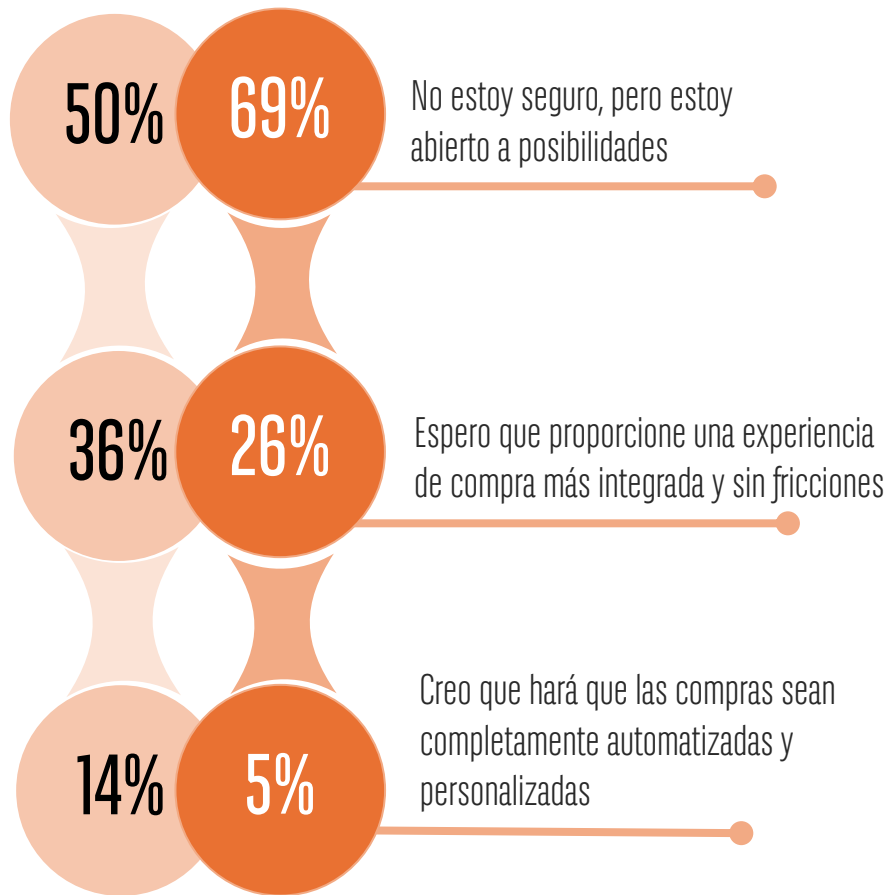 50% 69%
No estoy seguro, pero estoy
abierto a posibilidades
36% 26%
Espero que proporcione una experiencia
de compra más integrada y sin fricciones
14% 5%
Creo que hará que las compras sean
completamente automatizadas y
personalizadas